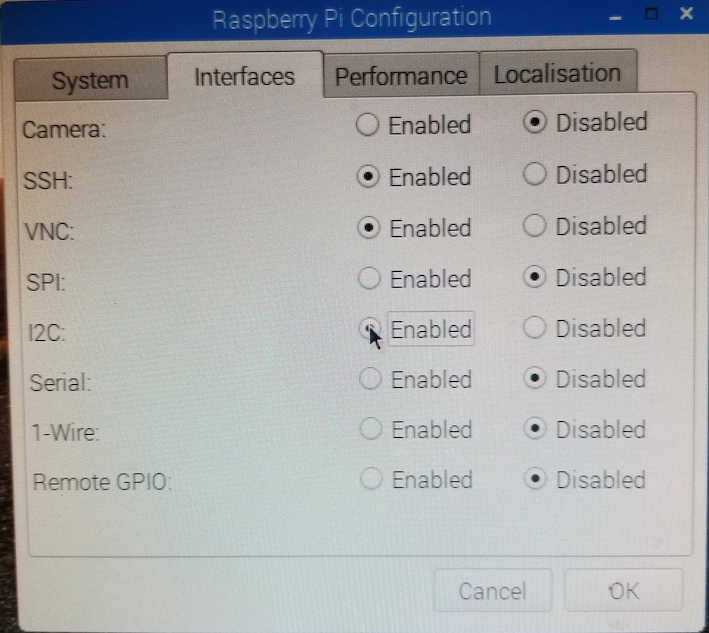 Raspberry Pi Configuration
System Interfaces Performance Localisation
Camera: Enabled Disabled
SSH: Enabled Disabled
VNC: Enabled Disabled
SPI: Enabled Disabled
I2C: Enabled Disabled
Serial: Enabled Disabled
1-Wire: Enabled Disabled
Remote GPIO: Enabled Disabled
Cancel OK